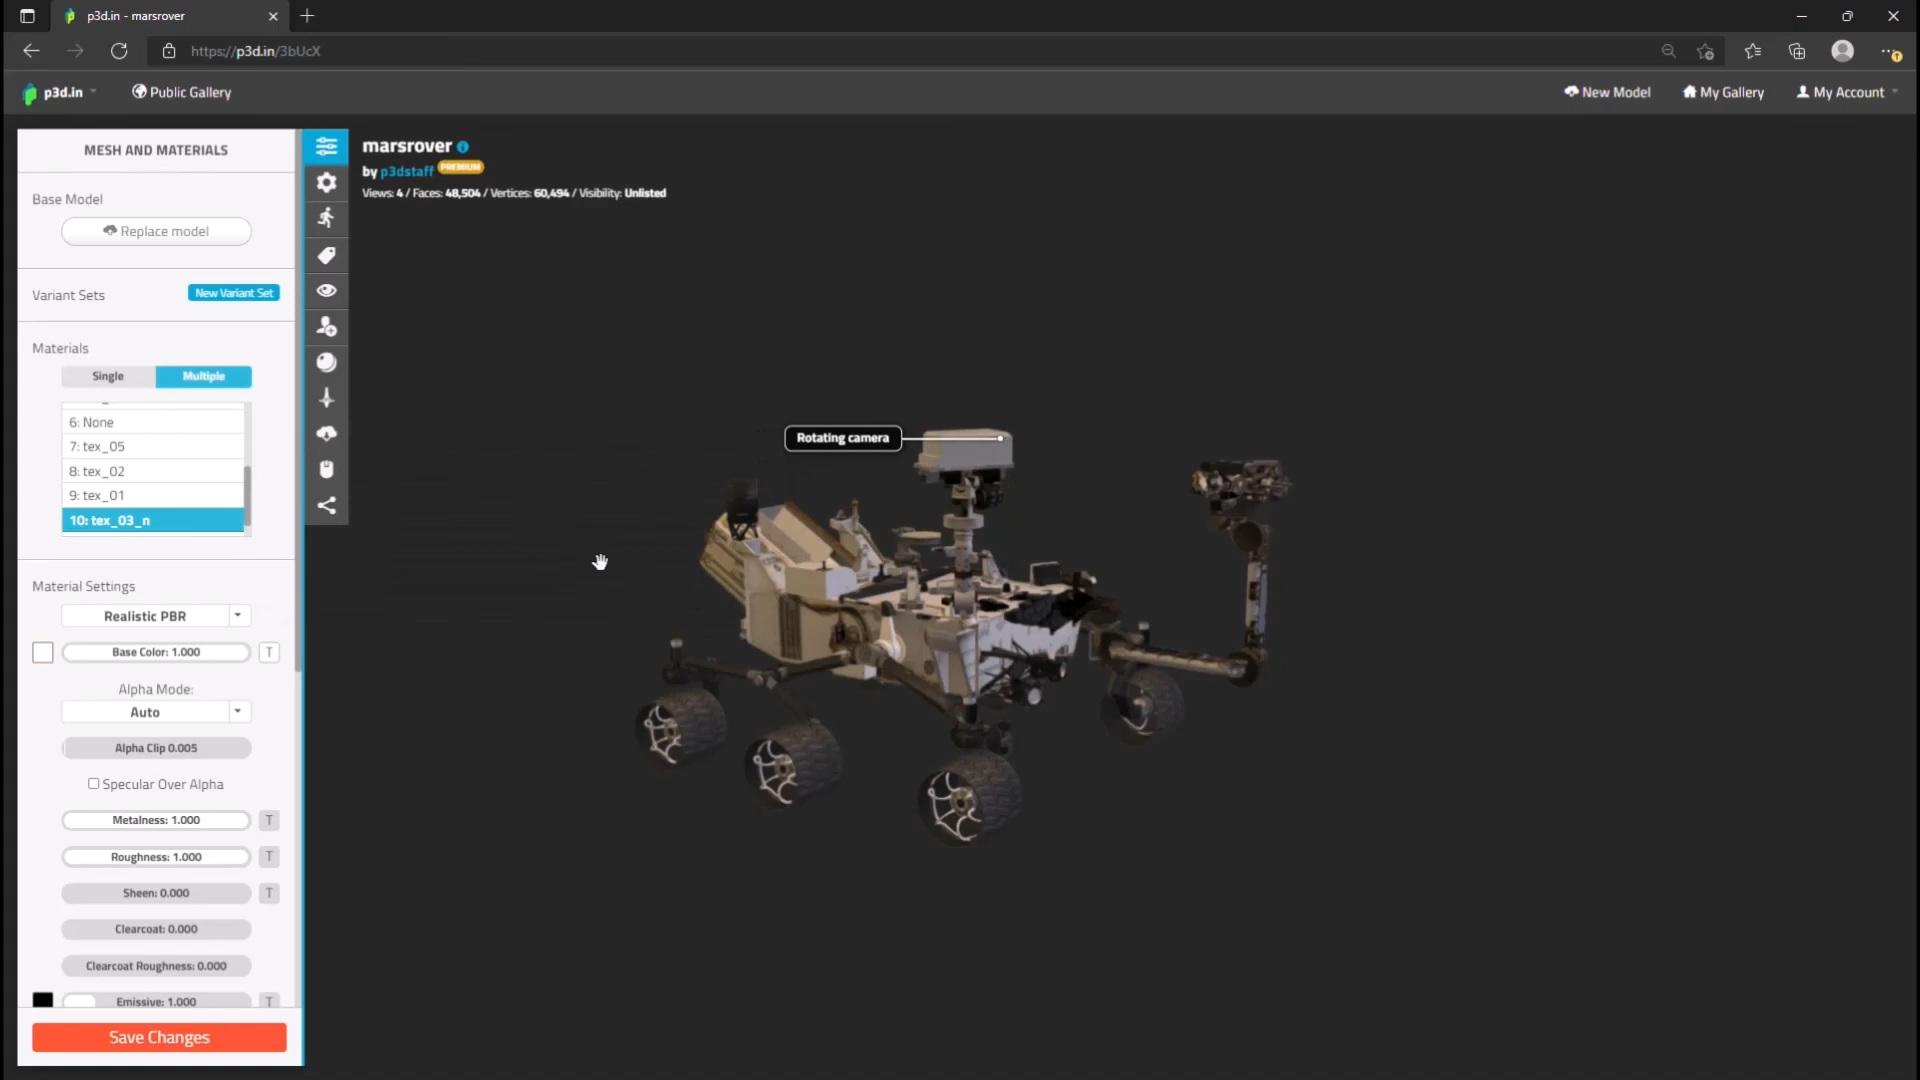 p3d.in - marsrover
https://p3d.in/3bUcX
p3d.in
Public Gallery
New Model
My Gallery
My Account
MESH AND MATERIALS
Base Model
Replace model
Variant Sets
New Variant Set
Materials
Single
Multiple
6: None
7: tex_05
8: tex_02
9: tex_01
10: tex_03_n
Material Settings
Realistic PBR
Base Color: 1.000
T
Alpha Mode:
Auto
Alpha Clip 0.005
Specular Over Alpha
Metalness: 1.000
T
Roughness: 1.000
T
Sheen: 0.000
T
Clearcoat: 0.000
Clearcoat Roughness: 0.000
Emissive: 1.000
T
Save Changes
marsrover
by p3dstaff PREMIUM
Views: 4 / Faces: 48,504 / Vertices: 60,494 / Visibility: Unlisted
Rotating camera